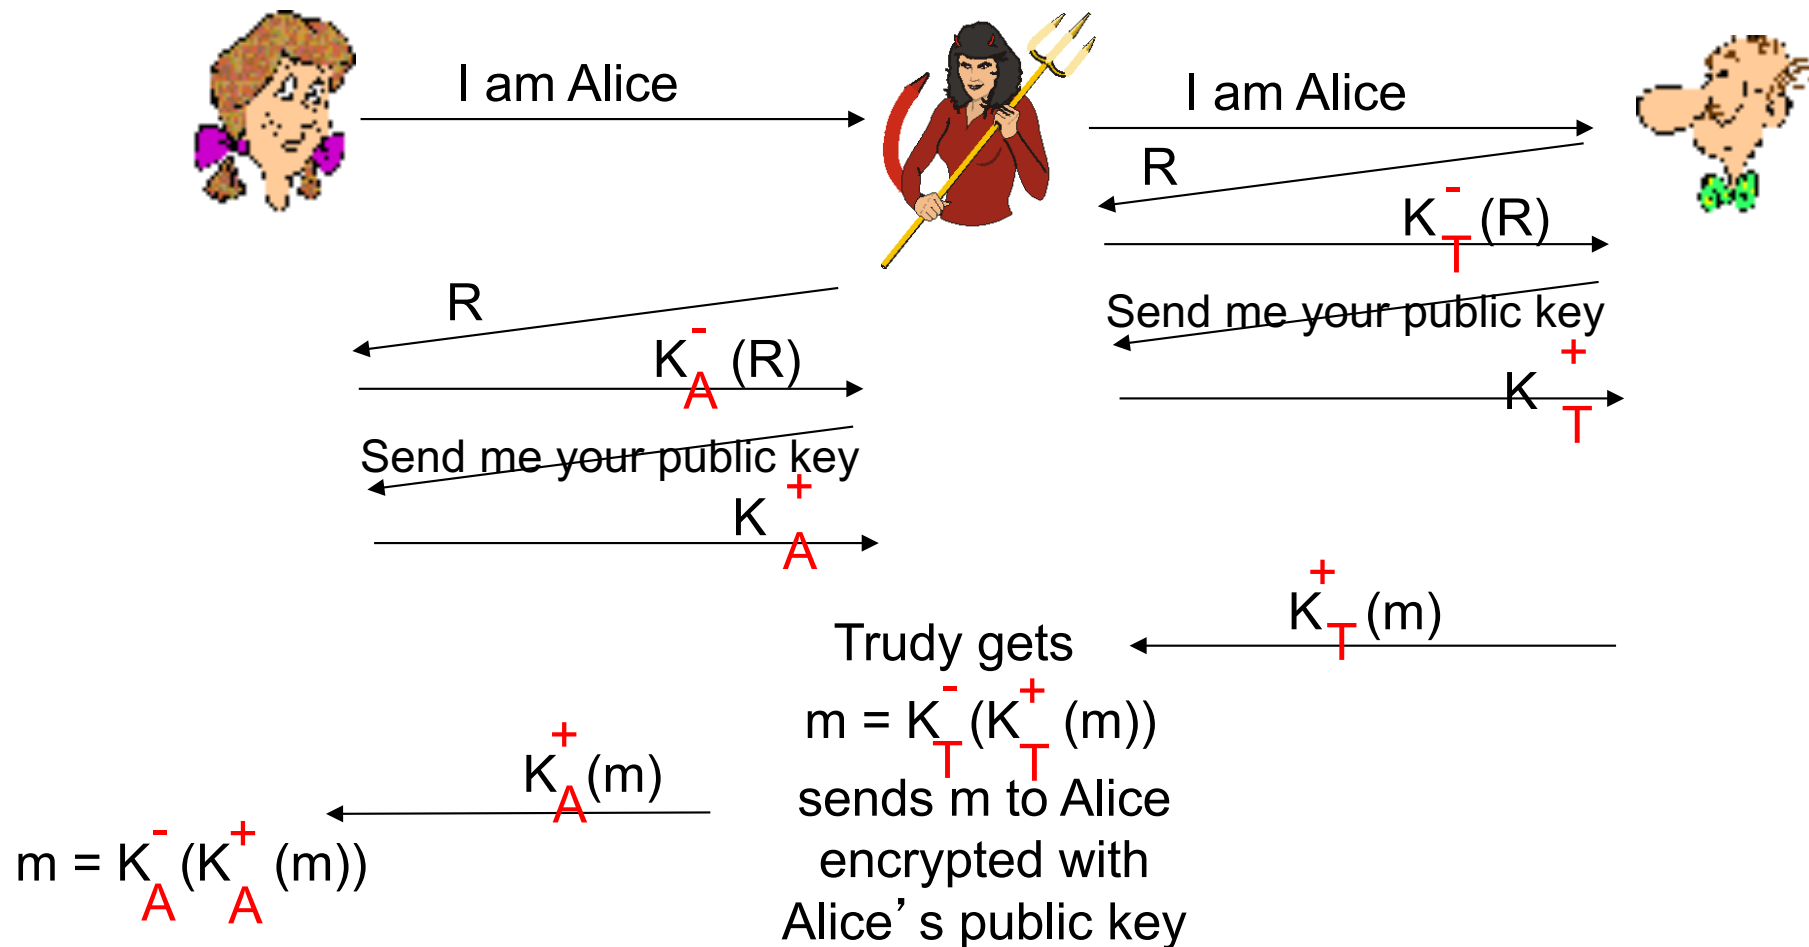 I am Alice
I am Alice
R
K⁻T (R)
R
Send me your public key
K⁻A (R)
K⁺T
Send me your public key
K⁺A
K⁺T (m)
Trudy gets
m = K⁻T (K⁺T (m))
K⁺A (m)
sends m to Alice
m = K⁻A (K⁺A (m))
encrypted with
Alice’s public key